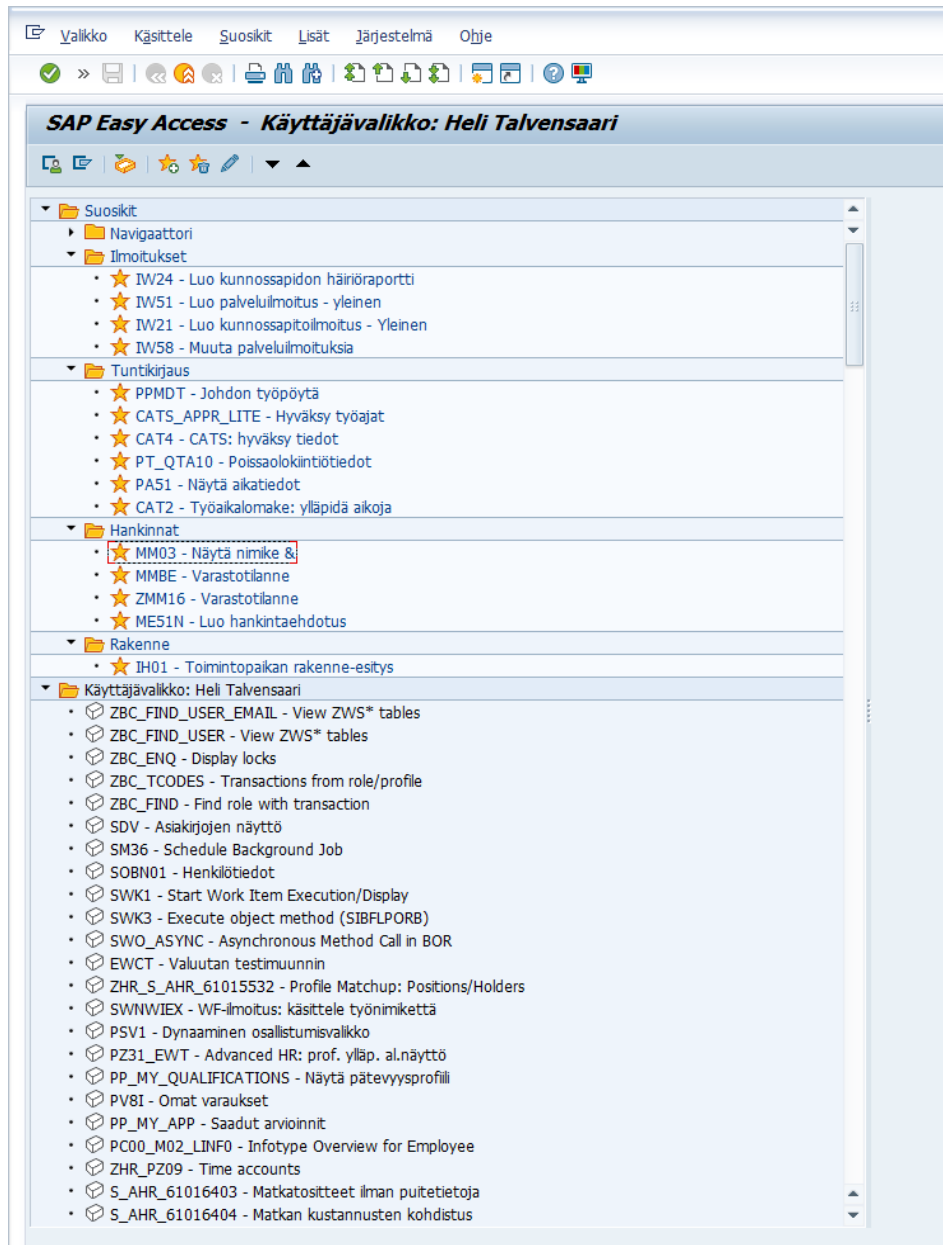 Valikko Käsittele Suosikit Lisät Järjestelmä Ohje
SAP Easy Access - Käyttäjävalikko: Heli Talvensaari
Suosikit
Navigaattori
Ilmoitukset
IW24 - Luo kunnossapidon häiriöraportti
IW51 - Luo palveluilmoitus - yleinen
IW21 - Luo kunnossapitoilmoitus - Yleinen
IW58 - Muuta palveluilmoituksia
Tuntikirjaus
PPMDT - Johdon työpöytä
CATS_APPR_LITE - Hyväksy työajat
CAT4 - CATS: hyväksy tiedot
PT_QTA10 - Poissaolokiintiötiedot
PA51 - Näytä aikatiedot
CAT2 - Työaikalomake: ylläpidä aikoja
Hankinnat
MM03 - Näytä nimike &
MMBE - Varastotilanne
ZMM16 - Varastotilanne
ME51N - Luo hankintaehdotus
Rakenne
IH01 - Toimintopaikan rakenne-esitys
Käyttäjävalikko: Heli Talvensaari
ZBC_FIND_USER_EMAIL - View ZWS* tables
ZBC_FIND_USER - View ZWS* tables
ZBC_ENQ - Display locks
ZBC_TCODES - Transactions from role/profile
ZBC_FIND - Find role with transaction
SDV - Asiakirjojen näyttö
SM36 - Schedule Background Job
SOBN01 - Henkilötiedot
SWK1 - Start Work Item Execution/Display
SWK3 - Execute object method (SIBFLPORB)
SWO_ASYNC - Asynchronous Method Call in BOR
EWCT - Valuutan testimuunnin
ZHR_S_AHR_61015532 - Profile Matchup: Positions/Holders
SWNWIEX - WF-ilmoitus: käsittele työnimikettä
PSV1 - Dynaaminen osallistumisvalikko
PZ31_EWT - Advanced HR: prof. ylläp. al.näyttö
PP_MY_QUALIFICATIONS - Näytä pätevyysprofiili
PV8I - Omat varaukset
PP_MY_APP - Saadut arvioinnit
PC00_M02_LINF0 - Infotype Overview for Employee
ZHR_PZ09 - Time accounts
S_AHR_61016403 - Matkatositteet ilman puitetietoja
S_AHR_61016404 - Matkan kustannusten kohdistus